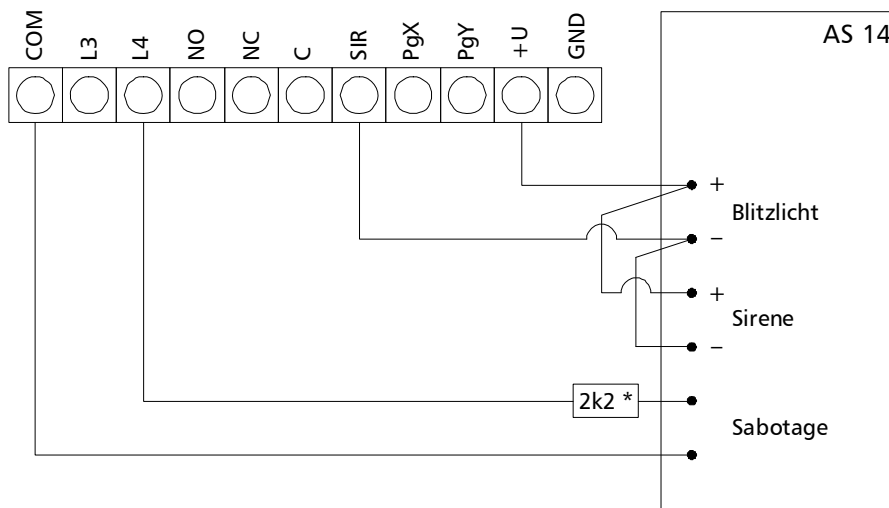 COM L3 L4 NO NC C SIR PgX PgY +U GND
AS 14
+
Blitzlicht
–
+
Sirene
–
2k2 *
Sabotage